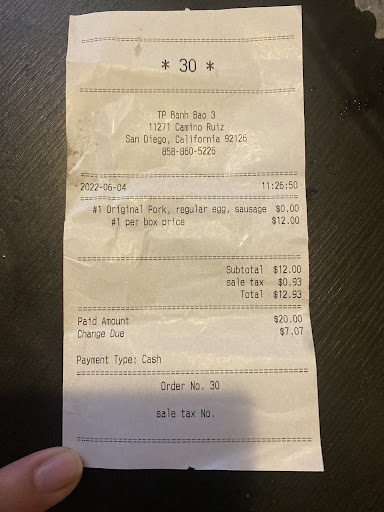 * 30 *
TP Banh Bao 3
11271 Camino Ruiz
San Diego, California 92126
858-860-5226
2022-06-04 11:26:50
#1 Original Pork, regular egg, sausage $0.00
#1 per box price $12.00
Subtotal $12.00
sale tax $0.93
Total $12.93
Paid Amount $20.00
Change Due $7.07
Payment Type: Cash
Order No. 30
sale tax No.